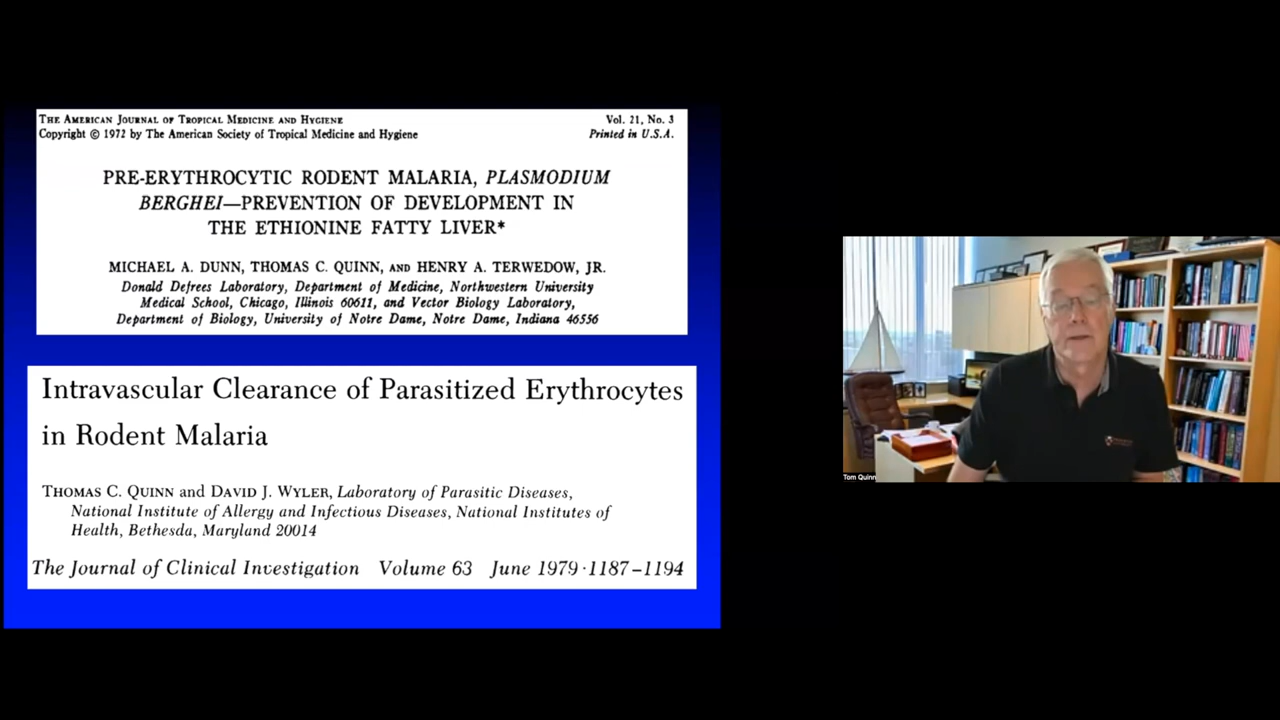 THE AMERICAN JOURNAL OF TROPICAL MEDICINE AND HYGIENE
Vol. 21, No. 3
Copyright © 1972 by The American Society of Tropical Medicine and Hygiene
Printed in U.S.A.
PRE-ERYTHROCYTIC RODENT MALARIA, PLASMODIUM
BERGHEI—PREVENTION OF DEVELOPMENT IN
THE ETHIONINE FATTY LIVER*
MICHAEL A. DUNN, THOMAS C. QUINN, AND HENRY A. TERWEDOW, JR.
Donald Defrees Laboratory, Department of Medicine, Northwestern University
Medical School, Chicago, Illinois 60611, and Vector Biology Laboratory,
Department of Biology, University of Notre Dame, Notre Dame, Indiana 46556
Intravascular Clearance of Parasitized Erythrocytes
in Rodent Malaria
THOMAS C. QUINN and DAVID J. WYLER, Laboratory of Parasitic Diseases,
National Institute of Allergy and Infectious Diseases, National Institutes of
Health, Bethesda, Maryland 20014
The Journal of Clinical Investigation Volume 63 June 1979·1187–1194
Tom Quinn